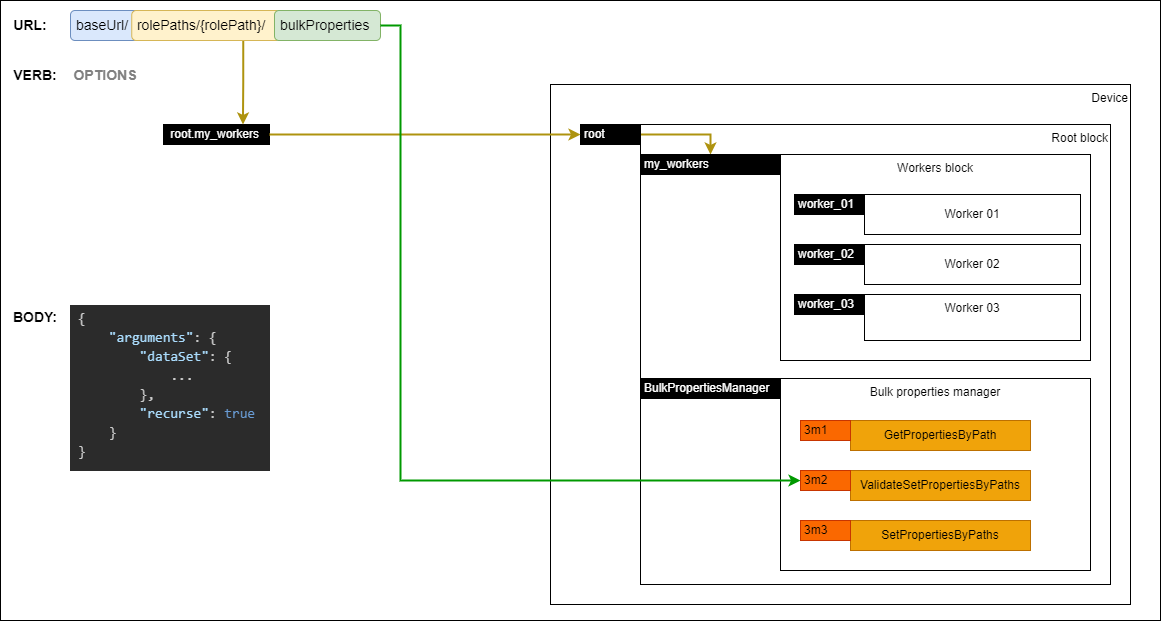 URL:
baseUrl/ rolePaths/{rolePath}/ bulkProperties
VERB:
OPTIONS
Device
root.my_workers
root
Root block
my_workers
Workers block
worker_01
Worker 01
worker_02
Worker 02
worker_03
Worker 03
BODY:
{
"arguments": {
"dataSet": {
...
},
"recurse": true
}
}
BulkPropertiesManager
Bulk properties manager
3m1
GetPropertiesByPath
3m2
ValidateSetPropertiesByPaths
3m3
SetPropertiesByPaths